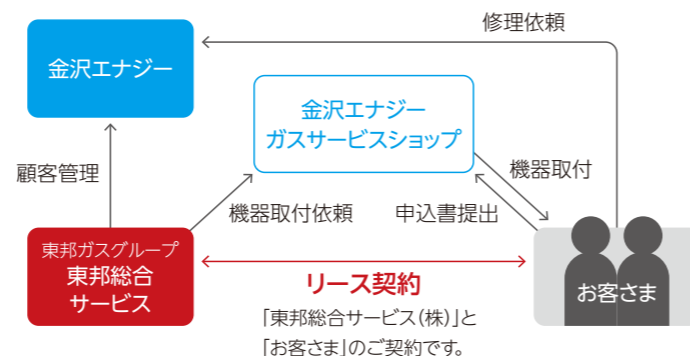 修理依頼
金沢エナジー
金沢エナジー
ガスサービスショップ
顧客管理
機器取付
機器取付依頼
申込書提出
東邦ガスグループ
東邦総合
サービス
リース契約
お客さま
「東邦総合サービス(株)」と
「お客さま」のご契約です。